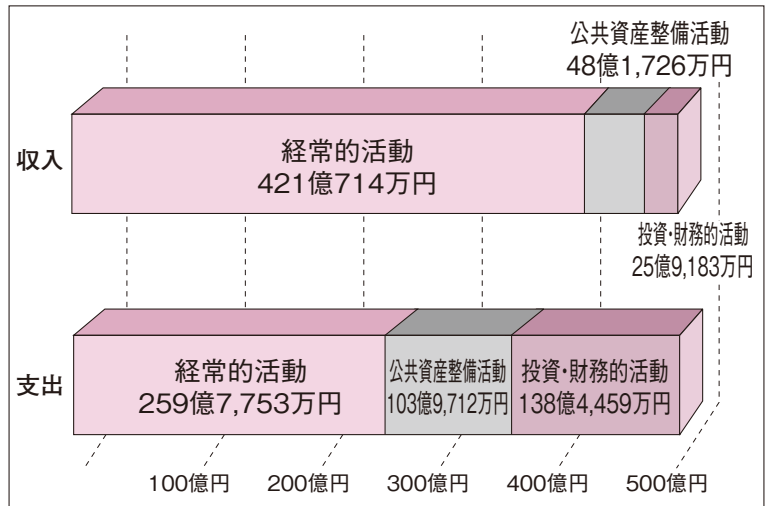 公共資産整備活動
48億1,726万円
収入
経常的活動
421億714万円
投資・財務的活動
25億9,183万円
支出
経常的活動
259億7,753万円
公共資産整備活動
103億9,712万円
投資・財務的活動
138億4,459万円
100億円 200億円 300億円 400億円 500億円